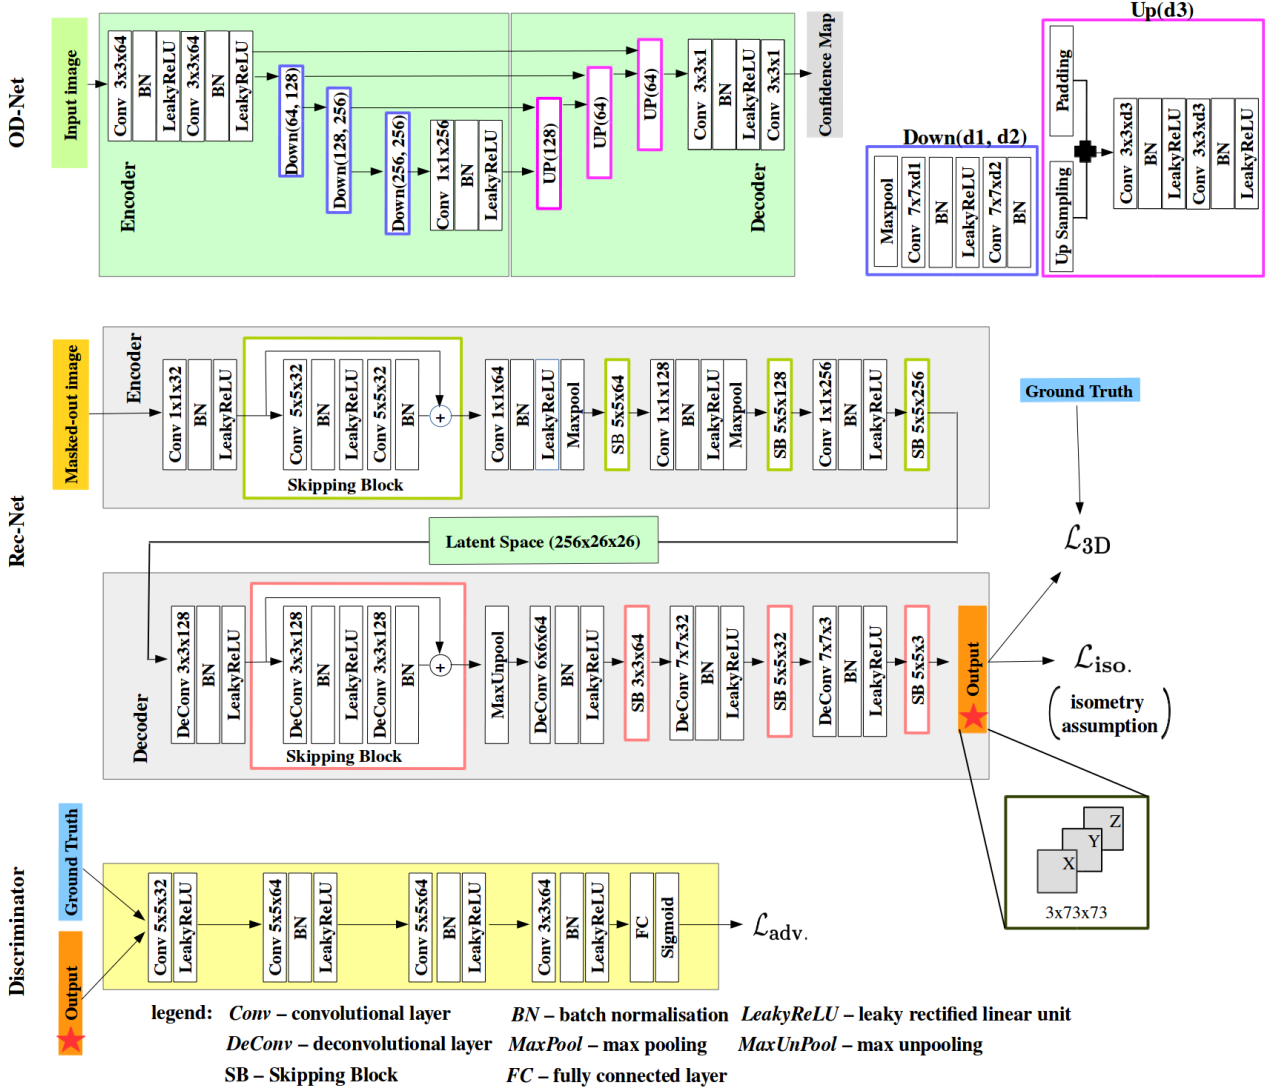 OD-Net
Input image
Encoder
Conv 3x3x64
BN
LeakyReLU
Conv 3x3x64
BN
LeakyReLU
Down(64, 128)
Down(128, 256)
Down(256, 256)
Conv 1x1x256
BN
LeakyReLU
UP(128)
UP(64)
UP(64)
Conv 3x3x1
BN
LeakyReLU
Conv 3x3x1
Decoder
Confidence Map
Down(d1, d2)
Maxpool
Conv 7x7xd1
BN
LeakyReLU
Conv 7x7xd2
BN
Up(d3)
Padding
Up Sampling
Conv 3x3xd3
BN
LeakyReLU
Conv 3x3xd3
BN
LeakyReLU
Rec-Net
Masked-out image
Encoder
Conv 1x1x32
BN
LeakyReLU
Conv 5x5x32
BN
LeakyReLU
Conv 5x5x32
BN
+
Skipping Block
Conv 1x1x64
BN
LeakyReLU
Maxpool
SB 5x5x64
Conv 1x1x128
BN
LeakyReLU
Maxpool
SB 5x5x128
Conv 1x1x256
BN
LeakyReLU
SB 5x5x256
Ground Truth
Latent Space (256x26x26)
ℒ3D
Decoder
DeConv 3x3x128
BN
LeakyReLU
DeConv 3x3x128
BN
LeakyReLU
DeConv 3x3x128
BN
+
Skipping Block
MaxUnpool
DeConv 6x6x64
BN
LeakyReLU
SB 3x3x64
DeConv 7x7x32
BN
LeakyReLU
SB 5x5x32
DeConv 7x7x3
BN
LeakyReLU
SB 5x5x3
Output
ℒiso.
(isometry
assumption)
X
Y
Z
3x73x73
Discriminator
Ground Truth
Output
Conv 5x5x32
LeakyReLU
Conv 5x5x64
BN
LeakyReLU
Conv 5x5x64
BN
LeakyReLU
Conv 3x3x64
BN
LeakyReLU
FC
Sigmoid
ℒadv.
legend: Conv – convolutional layer BN – batch normalisation LeakyReLU – leaky rectified linear unit
DeConv – deconvolutional layer MaxPool – max pooling MaxUnPool – max unpooling
SB – Skipping Block FC – fully connected layer